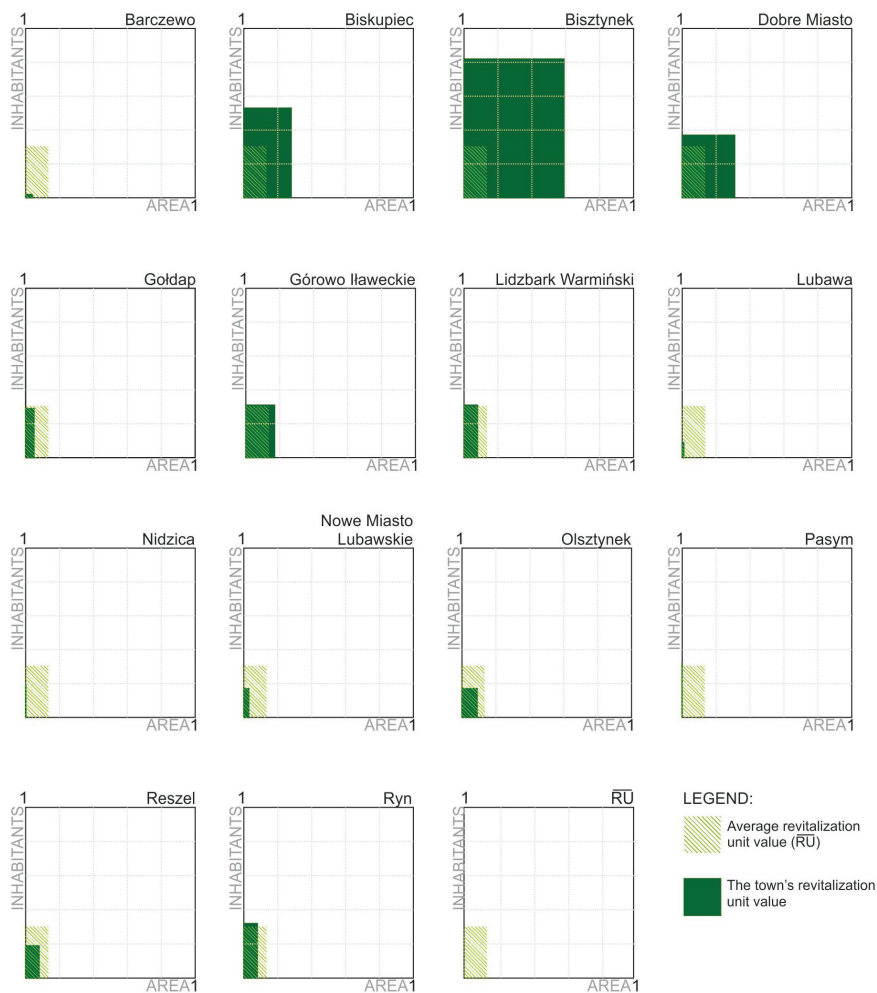 1 Barczewo
INHABITANTS
AREA1
1 Biskupiec
INHABITANTS
AREA1
1 Bisztynek
INHABITANTS
AREA1
1 Dobre Miasto
INHABITANTS
AREA1
1 Gołdap
INHABITANTS
AREA1
1 Górowo Iławeckie
INHABITANTS
AREA1
1 Lidzbark Warmiński
INHABITANTS
AREA1
1 Lubawa
INHABITANTS
AREA1
1 Nidzica
INHABITANTS
AREA1
Nowe Miasto
1 Lubawskie
INHABITANTS
AREA1
1 Olsztynek
INHABITANTS
AREA1
1 Pasym
INHABITANTS
AREA1
1 Reszel
INHABITANTS
AREA1
1 Ryn
INHABITANTS
AREA1
1 R̅U̅
INHABITANTS
AREA1
LEGEND:
Average revitalization
unit value (R̅U̅)
The town's revitalization
unit value